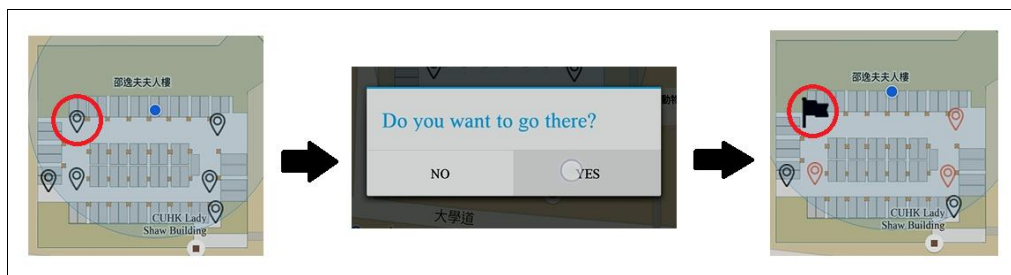 邵逸夫夫人樓
CUHK Lady
Shaw Building
Do you want to go there?
NO
YES
大學道
邵逸夫夫人樓
CUHK Lady
Shaw Building